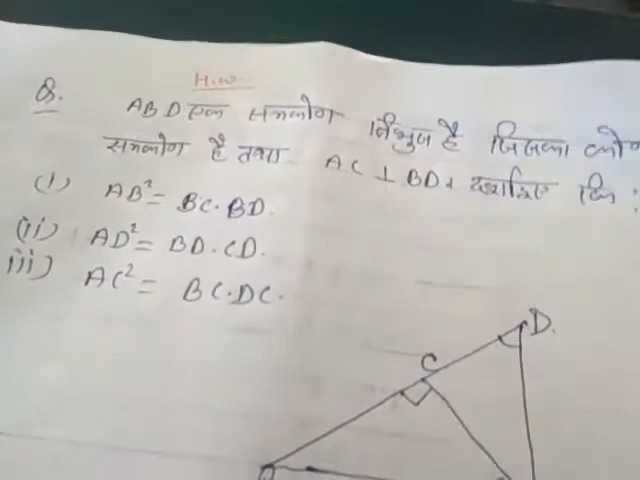 H.W.
Q. ABD एक समकोण त्रिभुज है जिसका
समकोण है तथा AC ⊥ BD। दर्शाइए कि :
(i) AB² = BC·BD.
(ii) AD² = BD·CD.
iii) AC² = BC·DC.
D.
C